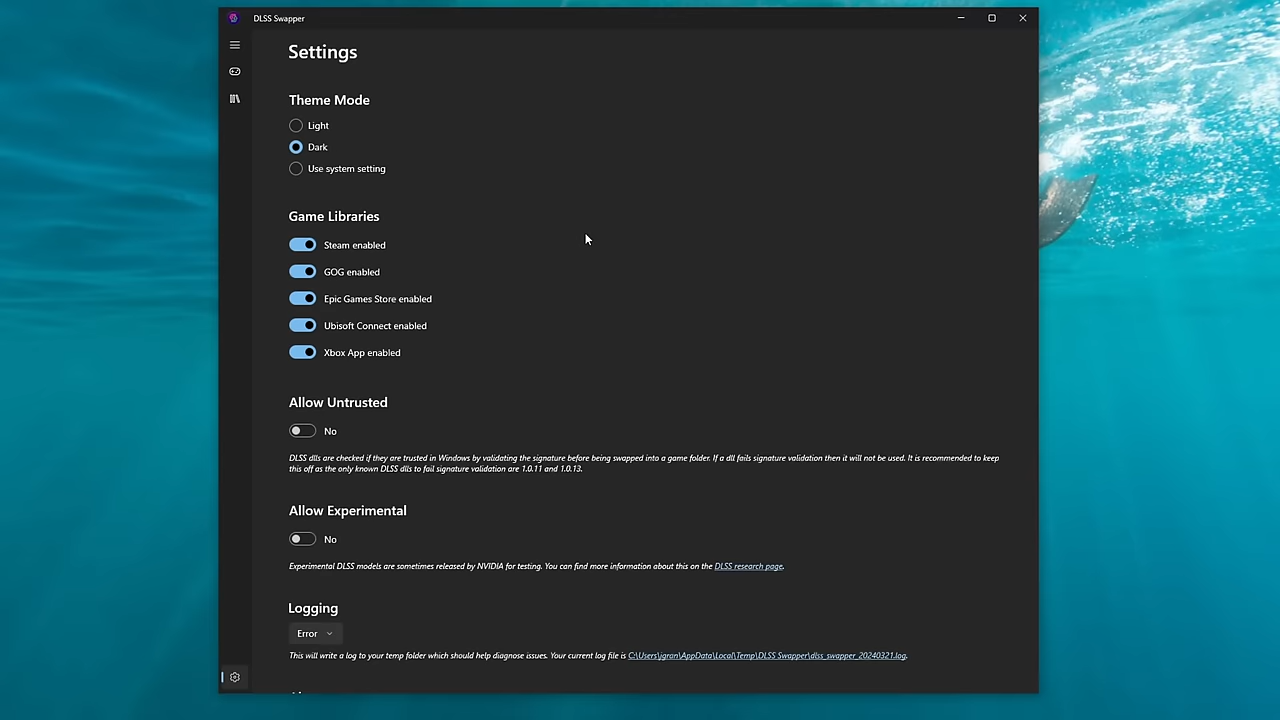 DLSS Swapper
Settings
Theme Mode
Light
Dark
Use system setting
Game Libraries
Steam enabled
GOG enabled
Epic Games Store enabled
Ubisoft Connect enabled
Xbox App enabled
Allow Untrusted
No
DLSS dlls are checked if they are trusted in Windows by validating the signature before being swapped into a game folder. If a dll fails signature validation then it will not be used. It is recommended to keep
this off as the only known DLSS dlls to fail signature validation are 1.0.11 and 1.0.13.
Allow Experimental
No
Experimental DLSS models are sometimes released by NVIDIA for testing. You can find more information about this on the DLSS research page.
Logging
Error
This will write a log to your temp folder which should help diagnose issues. Your current log file is C:\Users\jgran\AppData\Local\Temp\DLSS Swapper\dlss_swapper_20240321.log.